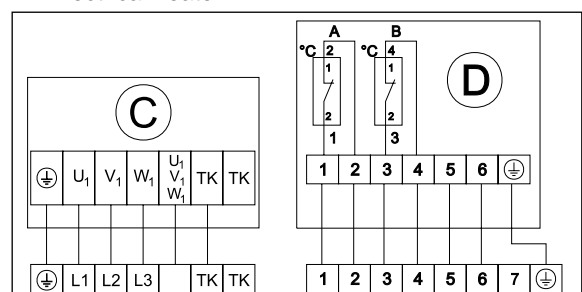 A B
°C 2 °C 4
1 1
C D
2 2
1 3
U1 V1 W1 U1 V1 W1 TK TK
1 2 3 4 5 6
L1 L2 L3 TK TK
1 2 3 4 5 6 7